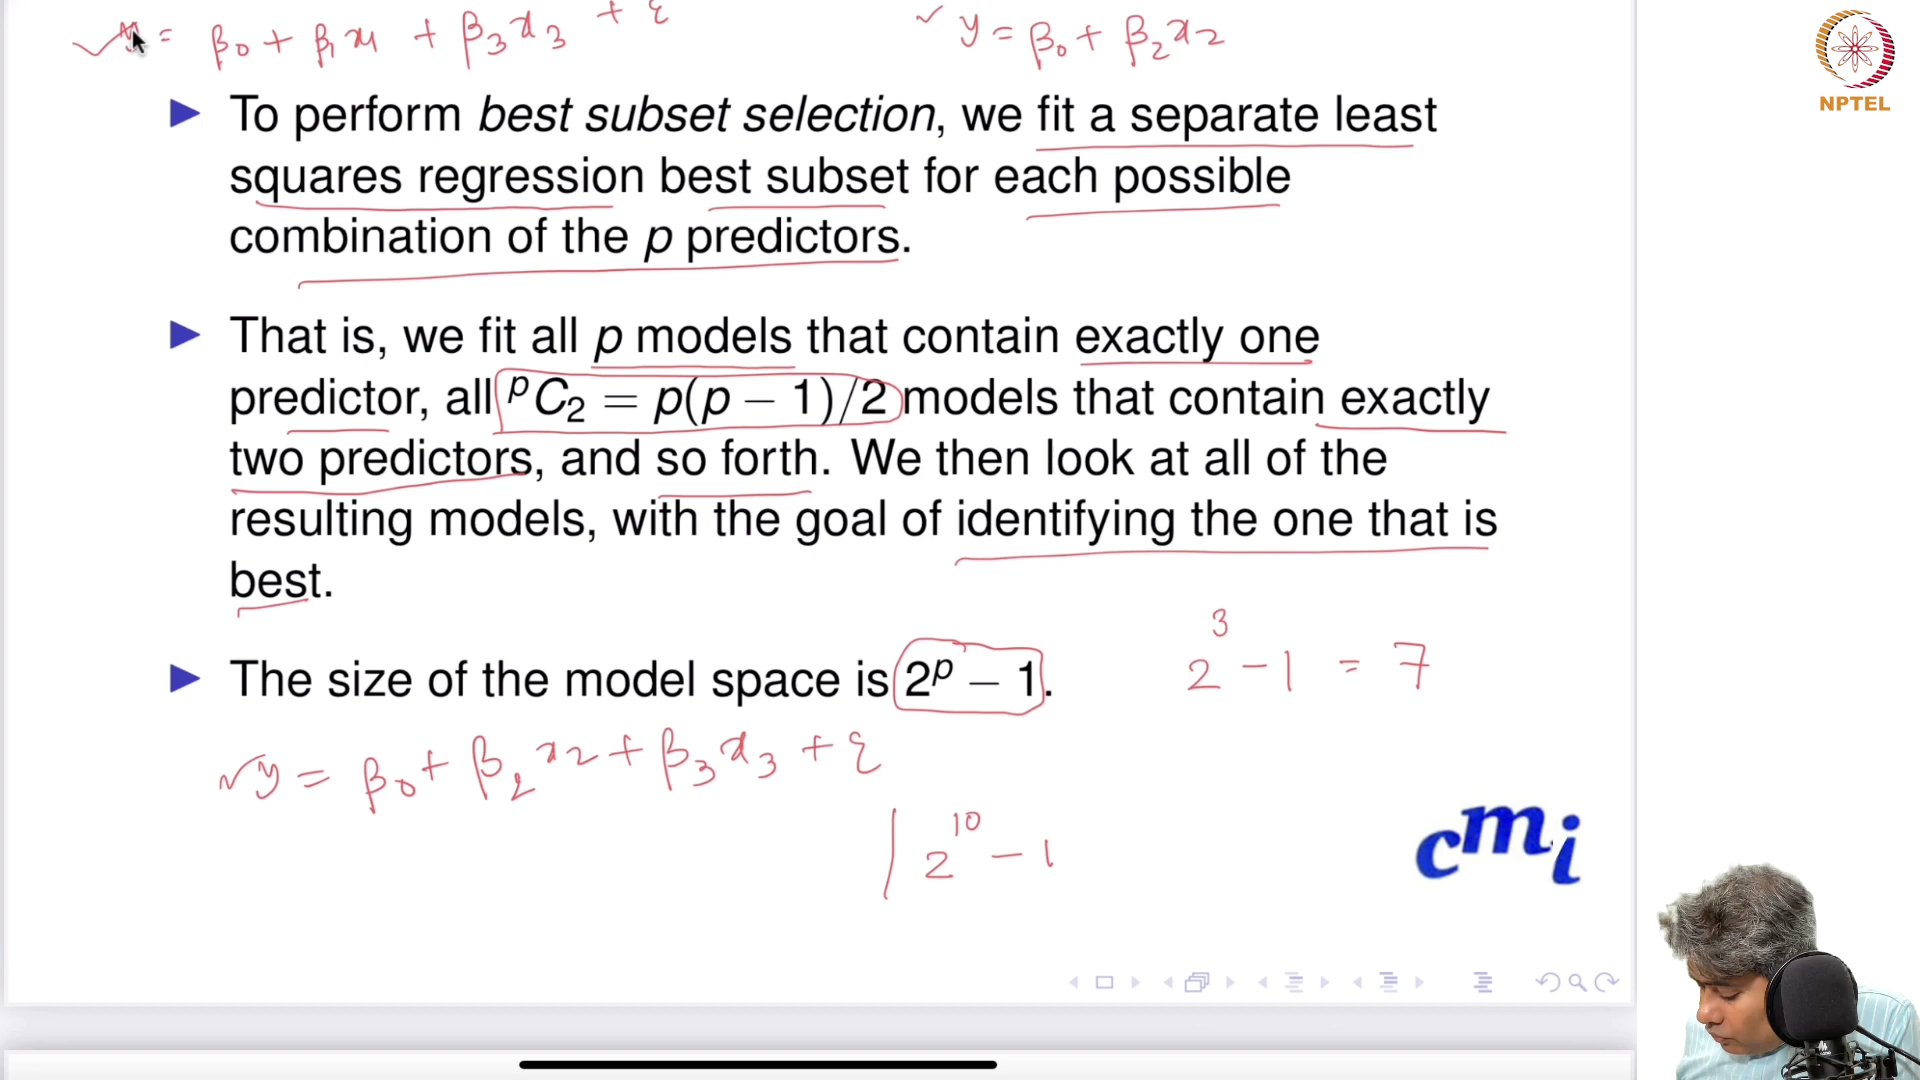 y = β₀ + β₁x₁ + β₃x₃ + ε
✓ y = β₀ + β₂x₂
NPTEL
▶ To perform best subset selection, we fit a separate least
squares regression best subset for each possible
combination of the p predictors.
▶ That is, we fit all p models that contain exactly one
predictor, all ᵖC₂ = p(p − 1)/2 models that contain exactly
two predictors, and so forth. We then look at all of the
resulting models, with the goal of identifying the one that is
best.
▶ The size of the model space is 2ᵖ − 1.
2³ − 1 = 7
✓ y = β₀ + β₂x₂ + β₃x₃ + ε
2¹⁰ − 1
cmi